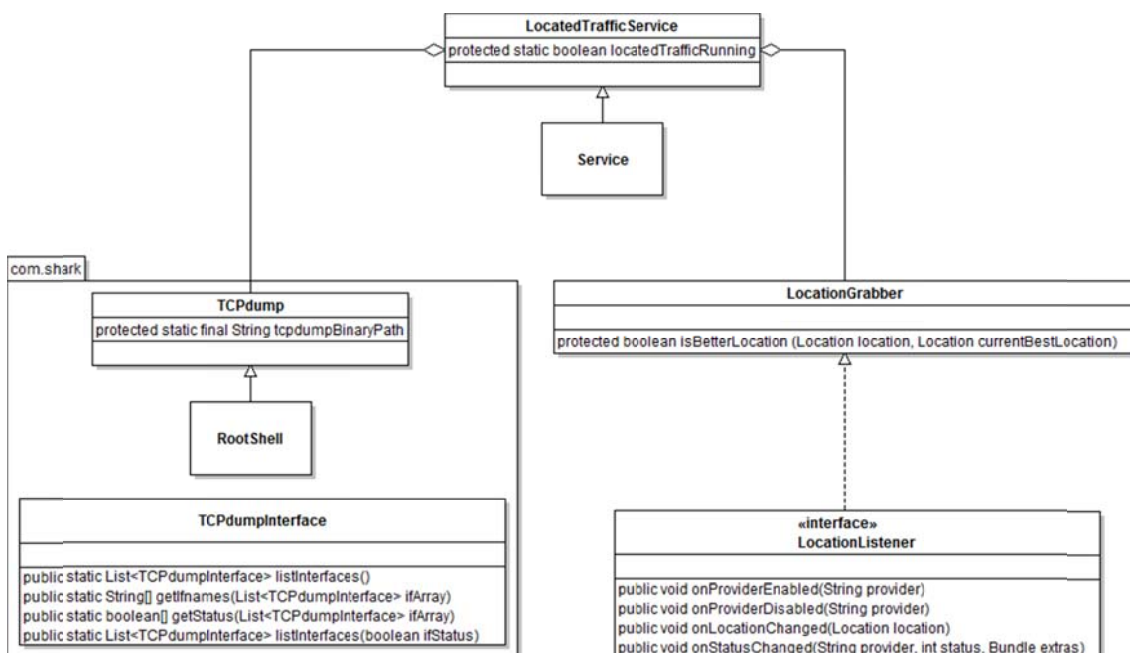 LocatedTrafficService
protected static boolean locatedTrafficRunning
Service
com.shark
TCPdump
protected static final String tcpdumpBinaryPath
RootShell
TCPdumpInterface
public static List<TCPdumpInterface> listInterfaces()
public static String[] getIfnames(List<TCPdumpInterface> ifArray)
public static boolean[] getStatus(List<TCPdumpInterface> ifArray)
public static List<TCPdumpInterface> listInterfaces(boolean ifStatus)
LocationGrabber
protected boolean isBetterLocation (Location location, Location currentBestLocation)
«interface»
LocationListener
public void onProviderEnabled(String provider)
public void onProviderDisabled(String provider)
public void onLocationChanged(Location location)
public void onStatusChanged(String provider, int status, Bundle extras)